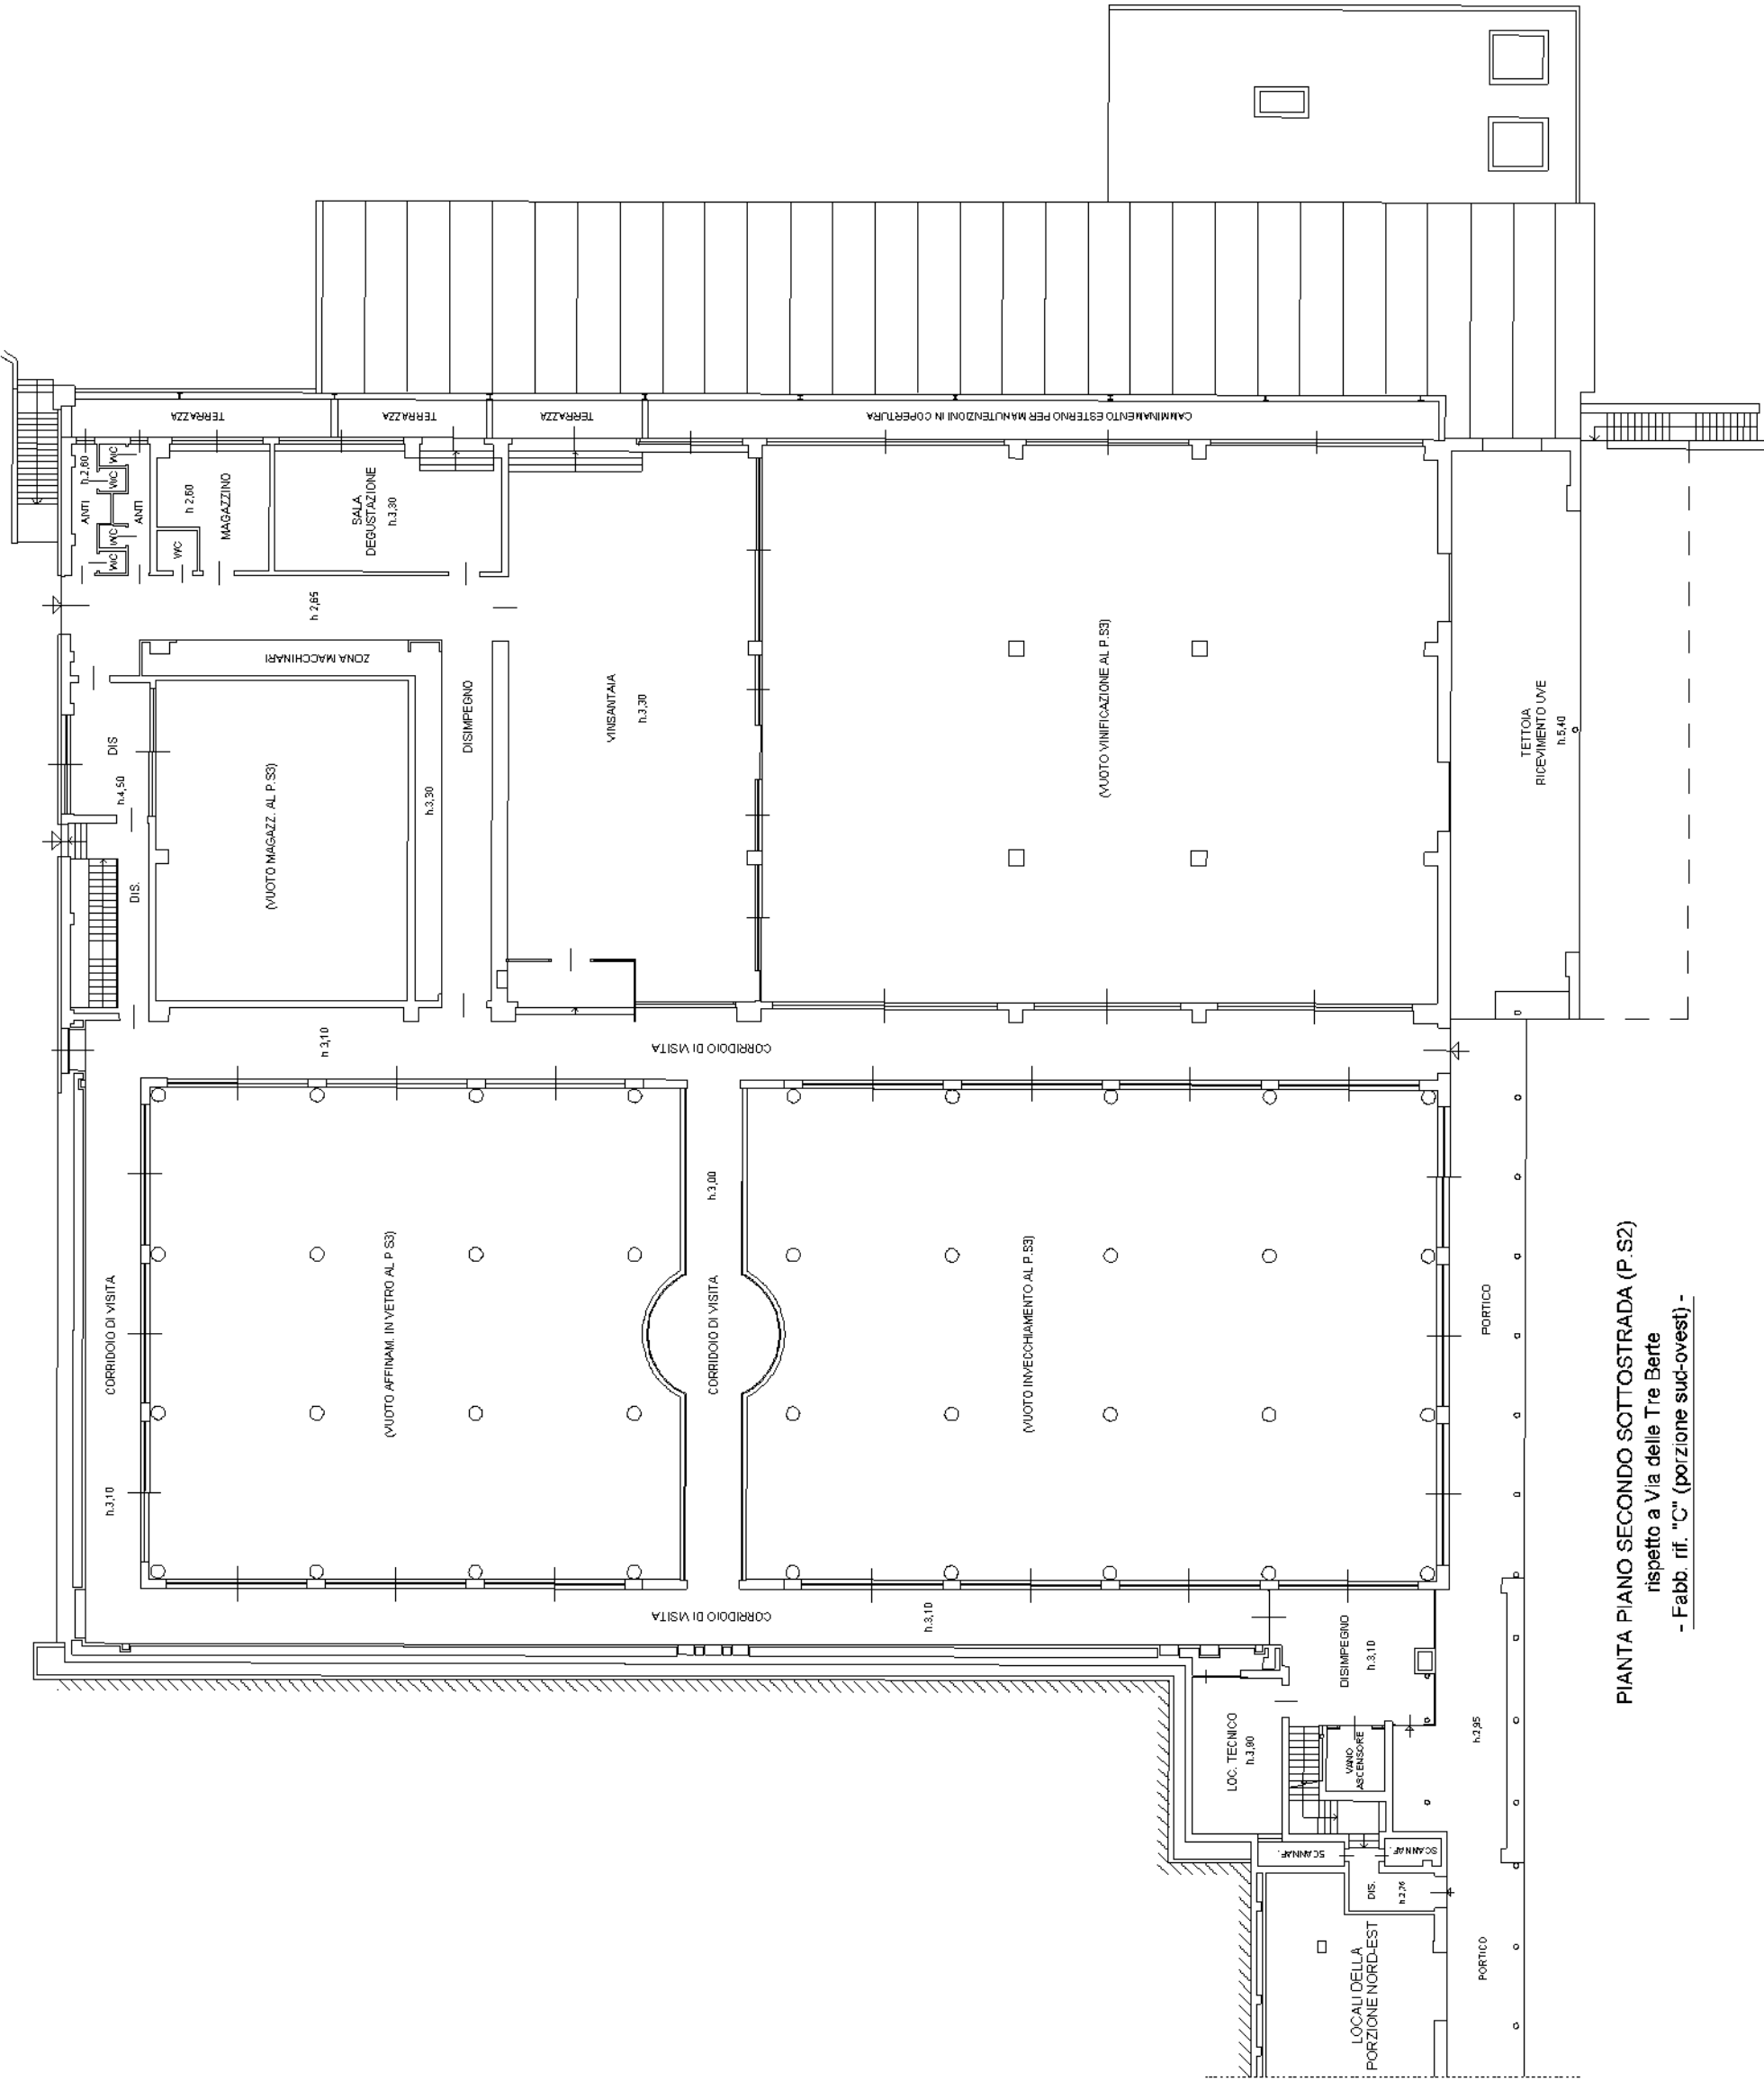 TERRAZZA
TERRAZZA
TERRAZZA
CAMMINAMENTO ESTERNO PER MANUTENZIONI IN COPERTURA
h.2,60
WC
WC
WC
WC
ANTI
ANTI
h 2,60
MAGAZZINO
WC
SALA
DEGUSTAZIONE
h.3,30
h 2,65
ZONA MACCHINARI
DISIMPEGNO
VINSANTAIA
h.3,30
(VUOTO VINIFICAZIONE AL P.S3)
TETTOIA
RICEVIMENTO UVE
h.5,40
DIS
h.4,50
(VUOTO MAGAZZ. AL P.S3)
h.3,30
DIS.
h 3,10
CORRIDOIO DI VISITA
h.3,00
CORRIDOIO DI VISITA
(VUOTO AFFINAM. IN VETRO AL P S3)
CORRIDOIO DI VISITA
(VUOTO INVECCHIAMENTO AL P.S3)
PORTICO
h.3,10
CORRIDOIO DI VISITA
h.3,10
DISIMPEGNO
h.3,10
LOC. TECNICO
h.3,90
VANO
ASCENSORE
h.2,95
SCANNAF.
SCANNAF.
DIS.
h.2,76
LOCALI DELLA
PORZIONE NORD-EST
PORTICO
PIANTA PIANO SECONDO SOTTOSTRADA (P.S2)
rispetto a Via delle Tre Berte
- Fabb. rif. "C" (porzione sud-ovest) -